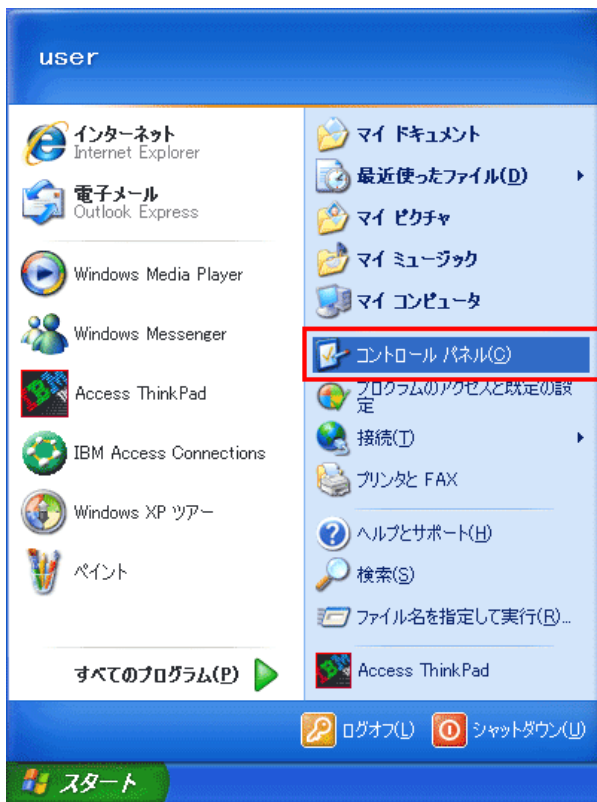 user
インターネット
Internet Explorer
電子メール
Outlook Express
Windows Media Player
Windows Messenger
Access ThinkPad
IBM Access Connections
Windows XP ツアー
ペイント
すべてのプログラム(P)
マイ ドキュメント
最近使ったファイル(D)
マイ ピクチャ
マイ ミュージック
マイ コンピュータ
コントロール パネル(C)
プログラムのアクセスと既定の設
定
接続(T)
プリンタと FAX
ヘルプとサポート(H)
検索(S)
ファイル名を指定して実行(R)...
Access ThinkPad
ログオフ(L)
シャットダウン(U)
スタート